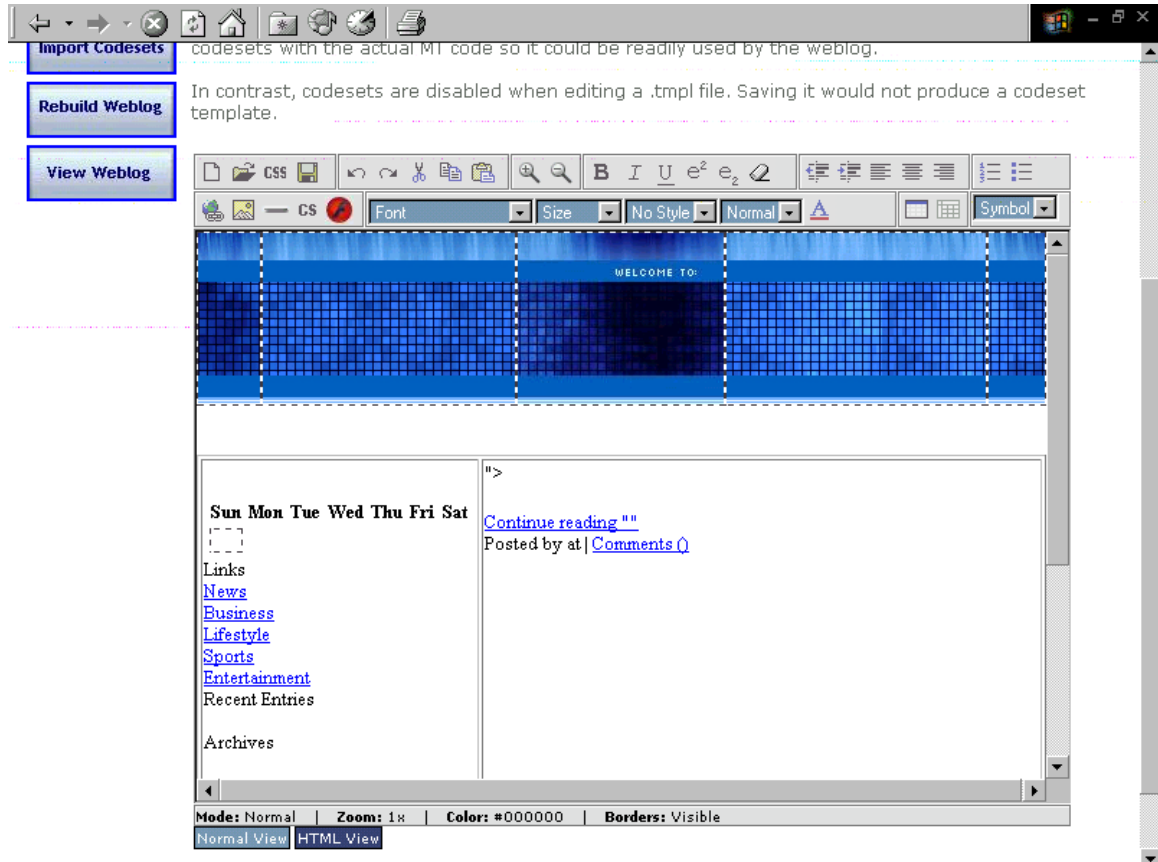 Import Codesets
codesets with the actual MT code so it could be readily used by the weblog.
In contrast, codesets are disabled when editing a .tmpl file. Saving it would not produce a codeset
template.
Rebuild Weblog
View Weblog
CSS
B I U e² e₂
CS
Font
Size
No Style
Normal
A
Symbol
WELCOME TO:
Sun Mon Tue Wed Thu Fri Sat
Links
News
Business
Lifestyle
Sports
Entertainment
Recent Entries
Archives
">
Continue reading ""
Posted by at | Comments ()
Mode: Normal | Zoom: 1x | Color: #000000 | Borders: Visible
Normal View HTML View